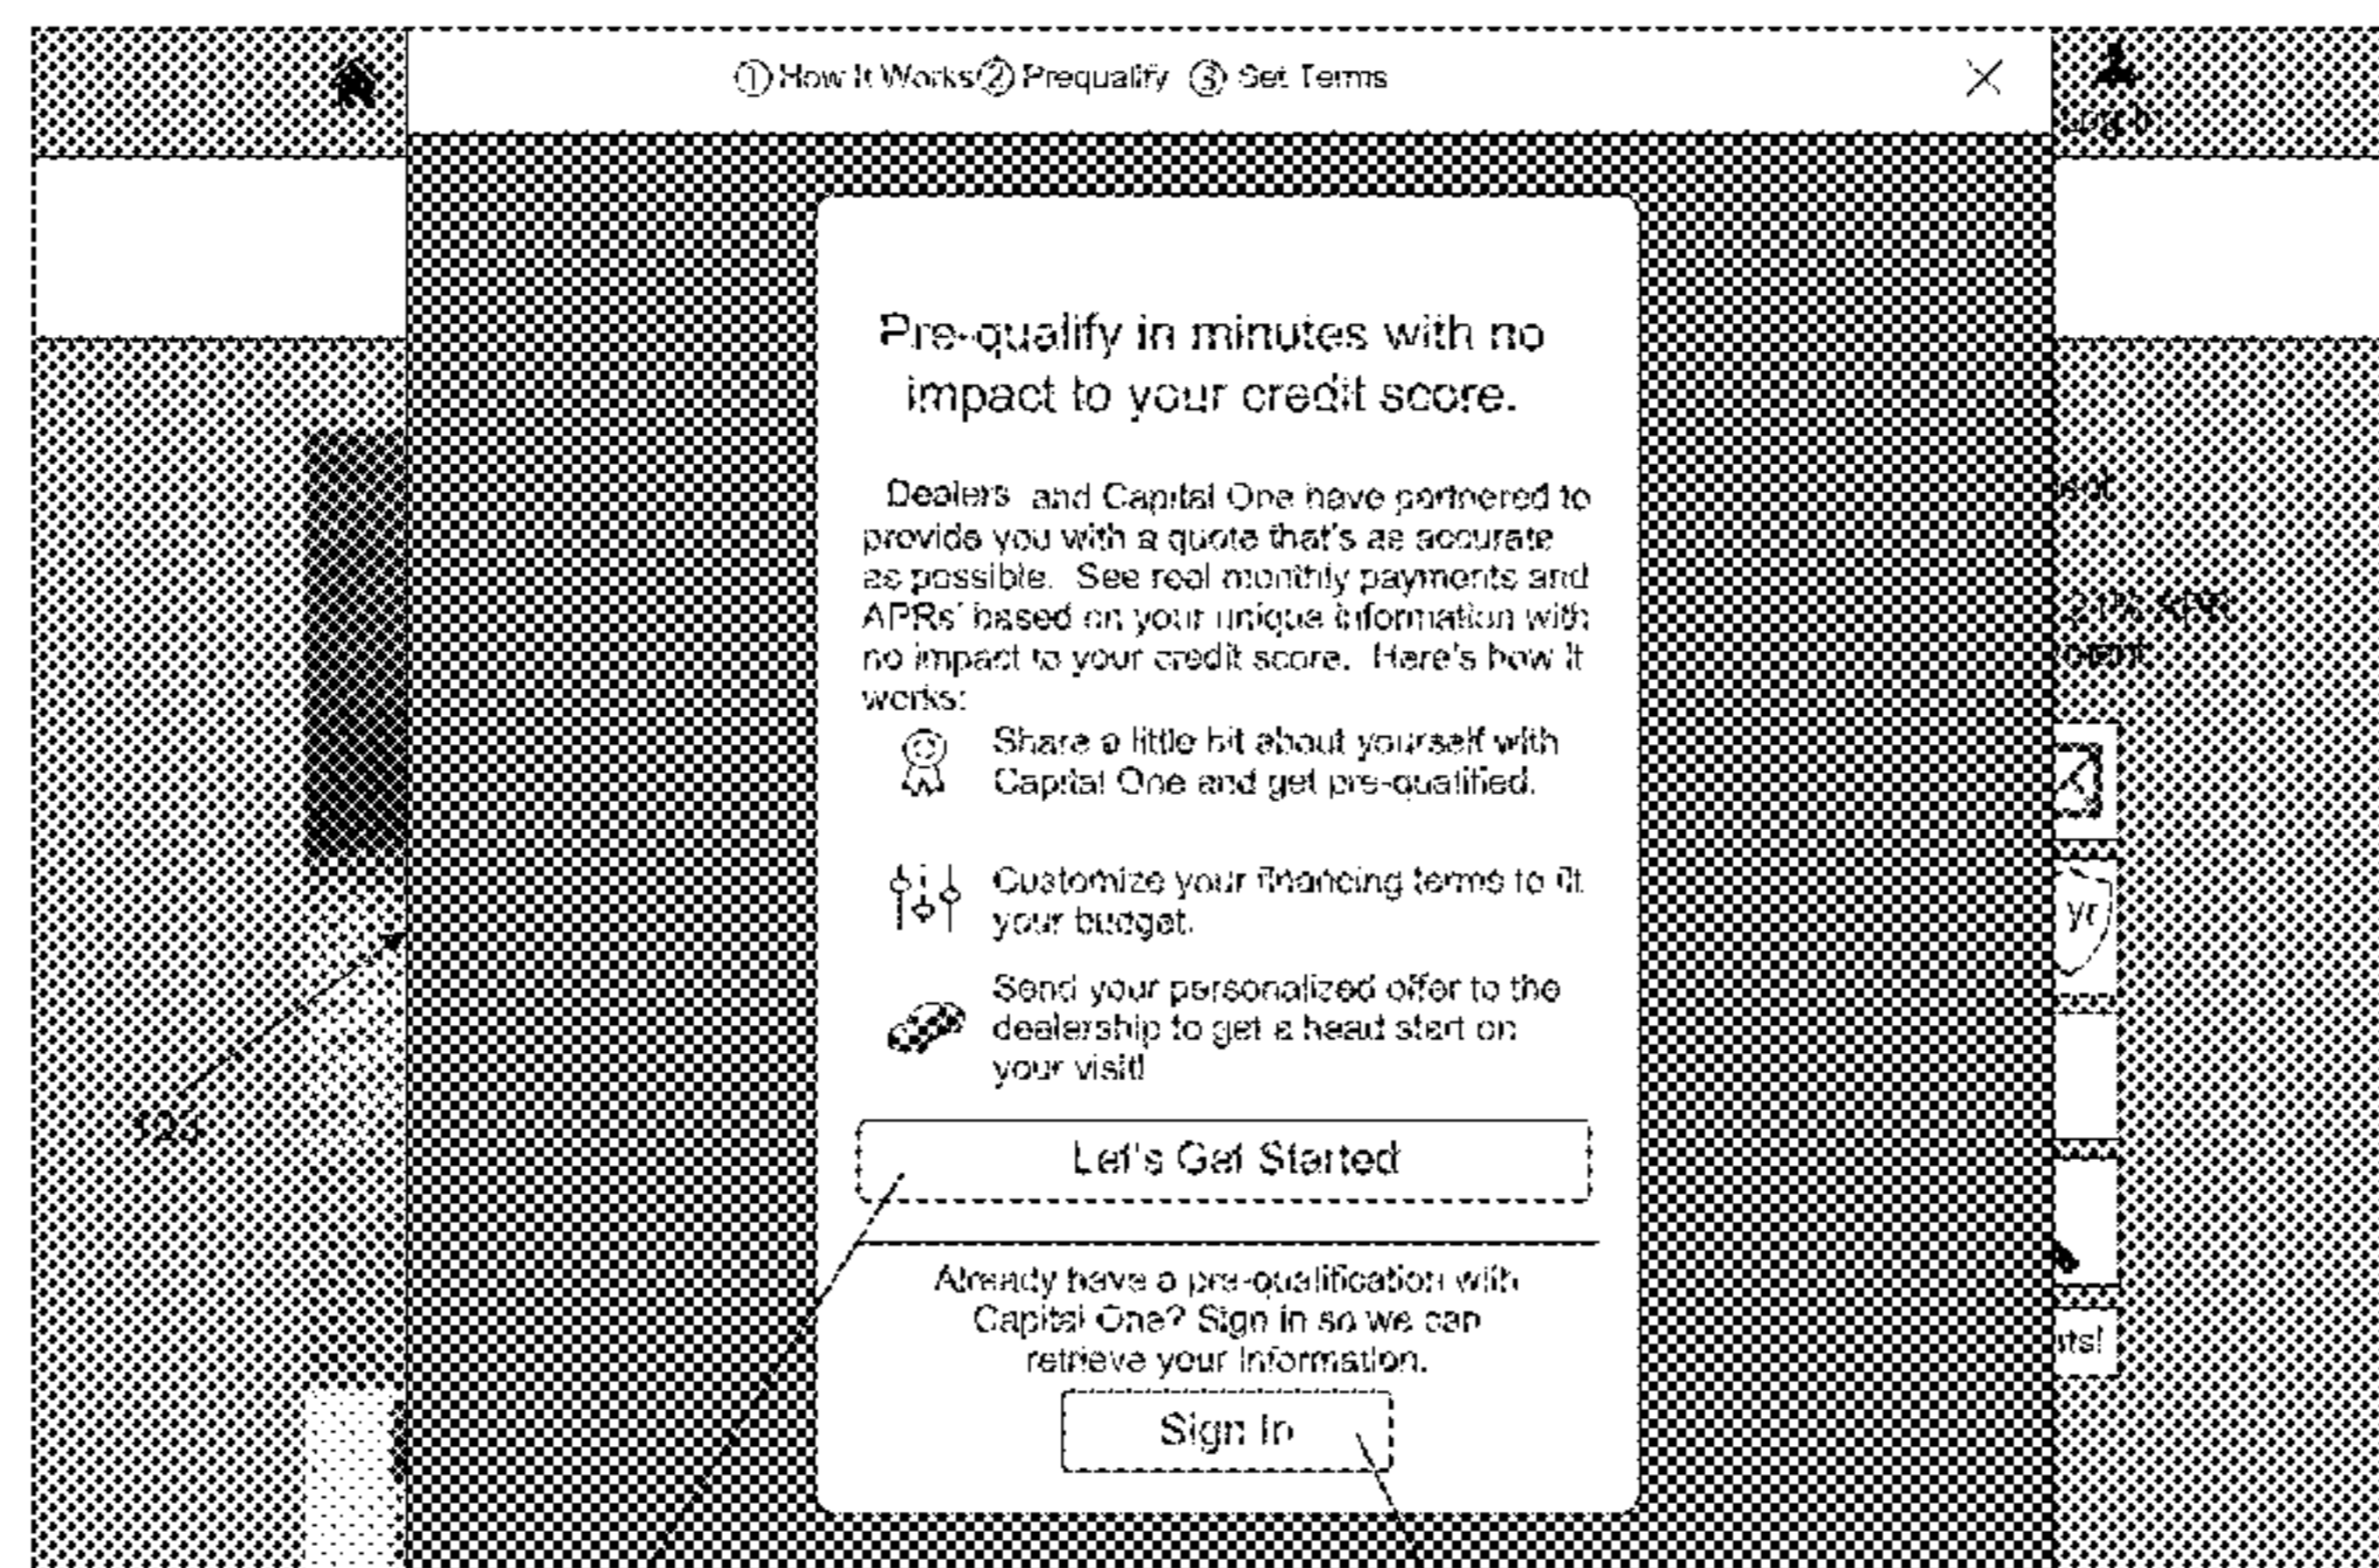 ① How It Works ② Prequalify ③ Set Terms
Pre-qualify in minutes with no
impact to your credit score.
Dealers and Capital One have partnered to
provide you with a quote that's as accurate
as possible. See real monthly payments and
APRs' based on your unique information with
no impact to your credit score. Here's how it
works:
Share a little bit about yourself with
Capital One and get pre-qualified.
yr
Customize your financing terms to fit
your budget.
Send your personalized offer to the
dealership to get a head start on
your visit!
Let's Get Started
Already have a pre-qualification with
Capital One? Sign in so we can
retrieve your information.
Sign In